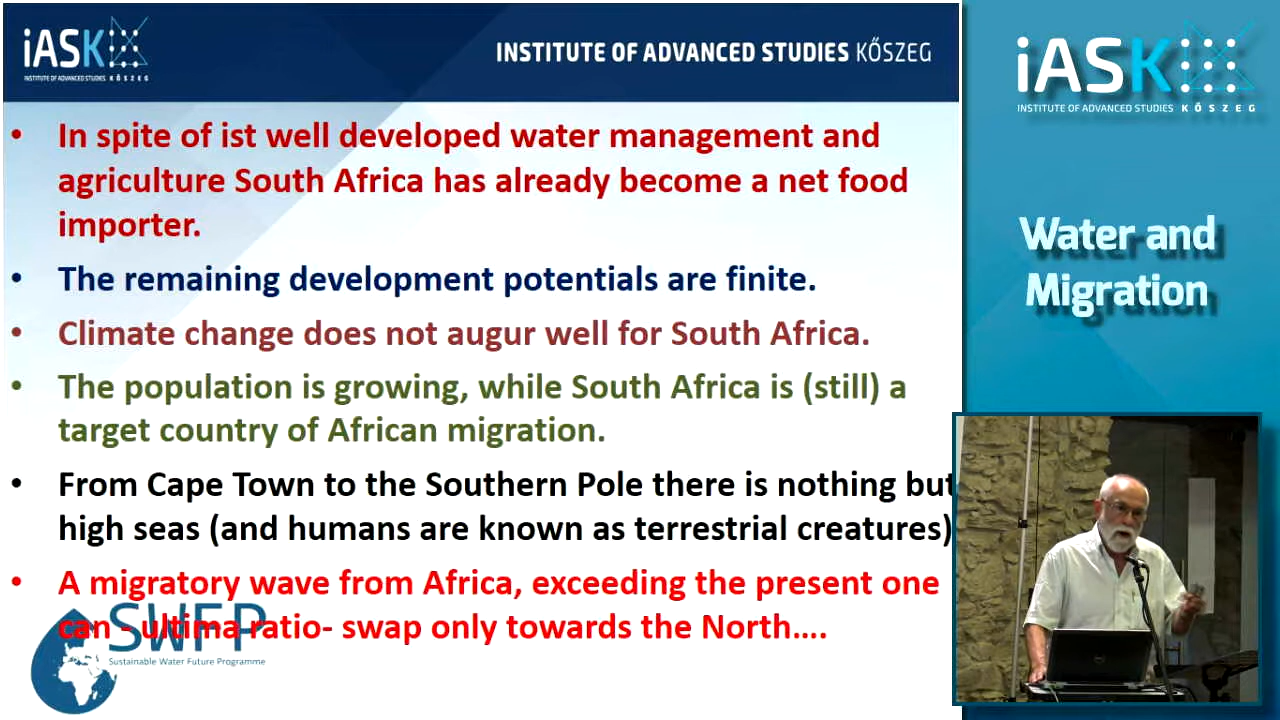 iASK
INSTITUTE OF ADVANCED STUDIES KŐSZEG
INSTITUTE OF ADVANCED STUDIES KŐSZEG
• In spite of ist well developed water management and
agriculture South Africa has already become a net food
importer.
• The remaining development potentials are finite.
• Climate change does not augur well for South Africa.
• The population is growing, while South Africa is (still) a
target country of African migration.
• From Cape Town to the Southern Pole there is nothing but
high seas (and humans are known as terrestrial creatures)
• A migratory wave from Africa, exceeding the present one
can - ultima ratio- swap only towards the North….
SWFP
Sustainable Water Future Programme
iASK
INSTITUTE OF ADVANCED STUDIES KŐSZEG
Water and
Migration